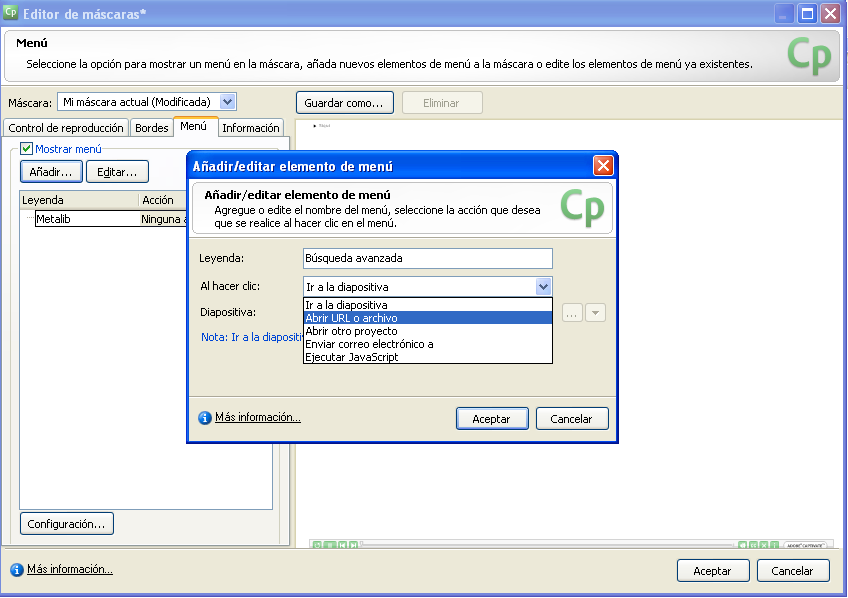 Cp Editor de máscaras*
Menú
Seleccione la opción para mostrar un menú en la máscara, añada nuevos elementos de menú a la máscara o edite los elementos de menú ya existentes.
Cp
Máscara: Mi máscara actual (Modificada) Guardar como... Eliminar
Control de reproducción Bordes Menú Información
Mostrar menú
Añadir... Editar...
Leyenda Acción
Metalib Ninguna a
Añadir/editar elemento de menú
Añadir/editar elemento de menú
Agregue o edite el nombre del menú, seleccione la acción que desea
que se realice al hacer clic en el menú.
Cp
Leyenda: Búsqueda avanzada
Al hacer clic: Ir a la diapositiva
Diapositiva:
Ir a la diapositiva
Abrir URL o archivo
Abrir otro proyecto
Enviar correo electrónico a
Ejecutar JavaScript
Nota: Ir a la diapositiv
...
Más información...
Aceptar Cancelar
Configuración...
ADOBE CAPTIVATE
Más información...
Aceptar Cancelar